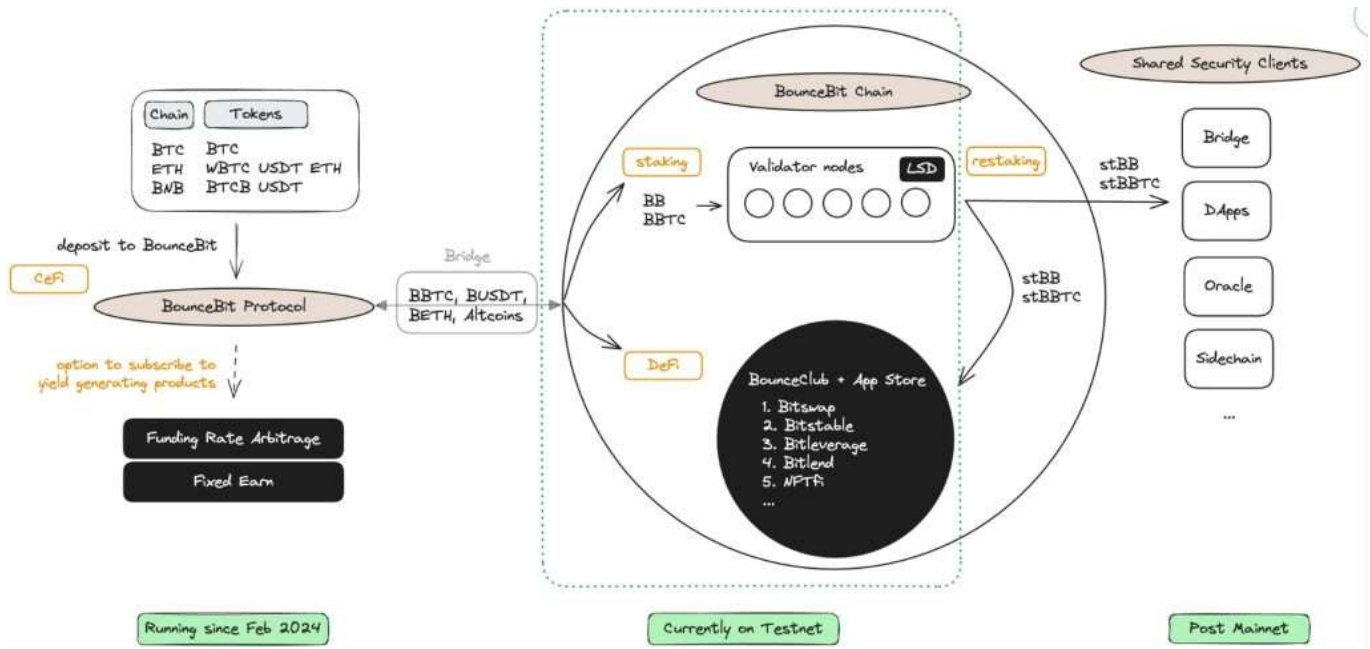 Chain Tokens
BTC BTC
ETH WBTC USDT ETH
BNB BTCB USDT
deposit to BounceBit
CeFi
BounceBit Protocol
option to subscribe to
yield generating products
Funding Rate Arbitrage
Fixed Earn
Running since Feb 2024
Bridge
BBTC, BUSDT,
BETH, Altcoins
BounceBit Chain
staking
BB
BBTC
Validator nodes LSD
restaking
stBB
stBBTC
DeFi
BounceClub + App Store
1. Bitswap
2. Bitstable
3. Bitleverage
4. Bitlend
5. NFTfi
...
Currently on Testnet
Shared Security Clients
stBB
stBBTC
Bridge
DApps
Oracle
Sidechain
...
Post Mainnet